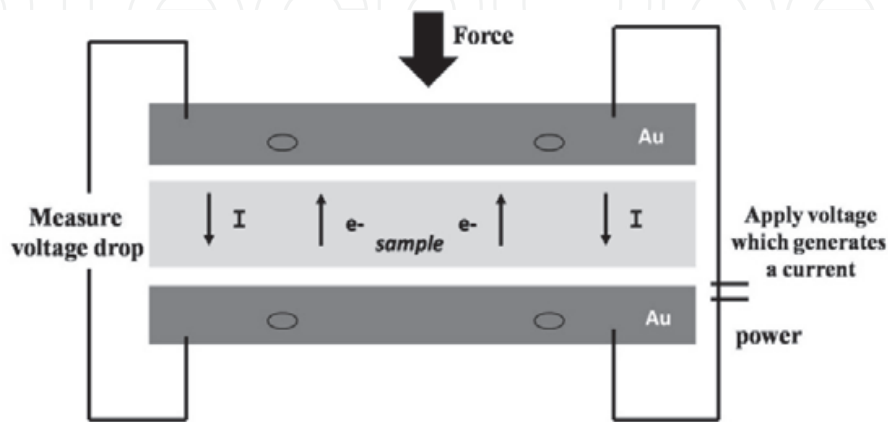 Force
Au
I
e-
sample
e-
I
Measure
voltage drop
Apply voltage
which generates
a current
Au
power